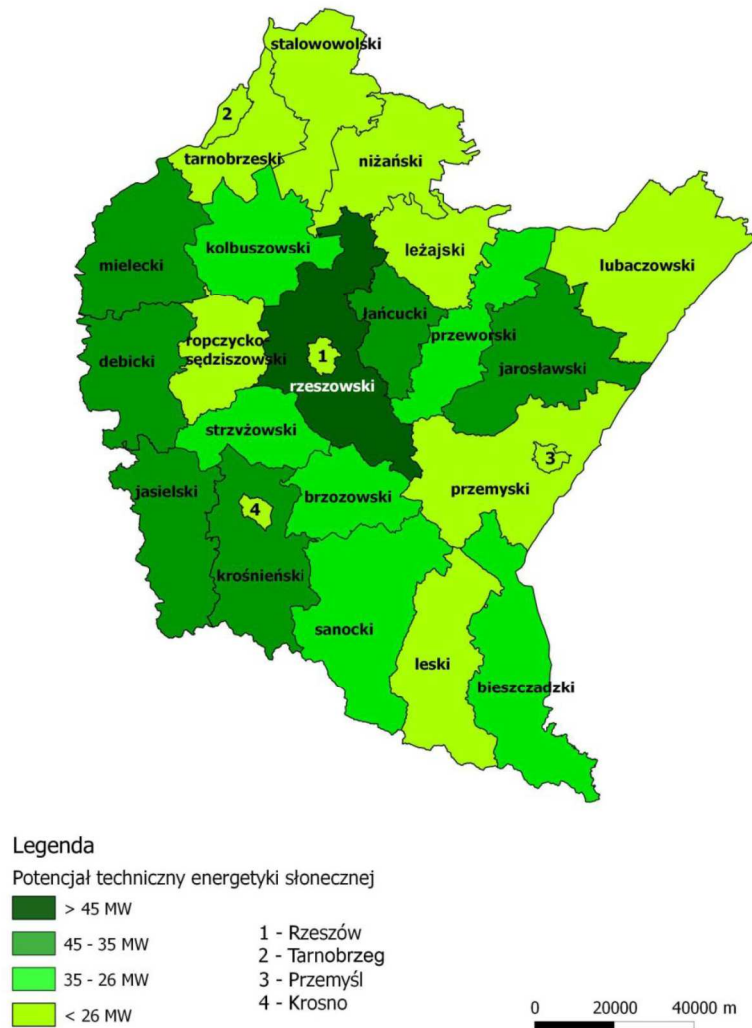 stalowowolski
2
tarnobrzeski
niżański
kolbuszowski
leżajski
mielecki
lubaczowski
łańcucki
ropczycko-
sędziszowski
1
przeworski
debicki
jarosławski
rzeszowski
strzyżowski
3
przemyski
jasielski
brzozowski
4
krośnieński
sanocki
leski
bieszczadzki
Legenda
Potencjał techniczny energetyki słonecznej
> 45 MW
45 - 35 MW
35 - 26 MW
< 26 MW
1 - Rzeszów
2 - Tarnobrzeg
3 - Przemyśl
4 - Krosno
0 20000 40000 m